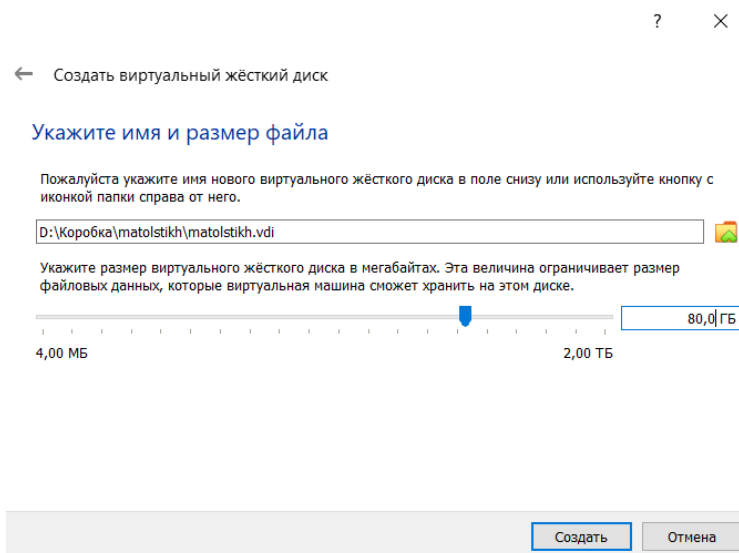 ?
Создать виртуальный жёсткий диск
Укажите имя и размер файла
Пожалуйста укажите имя нового виртуального жёсткого диска в поле снизу или используйте кнопку с
иконкой папки справа от него.
D:\Коробка\matolstikh\matolstikh.vdi
Укажите размер виртуального жёсткого диска в мегабайтах. Эта величина ограничивает размер
файловых данных, которые виртуальная машина сможет хранить на этом диске.
80,0 ГБ
4,00 МБ 2,00 ТБ
Создать Отмена